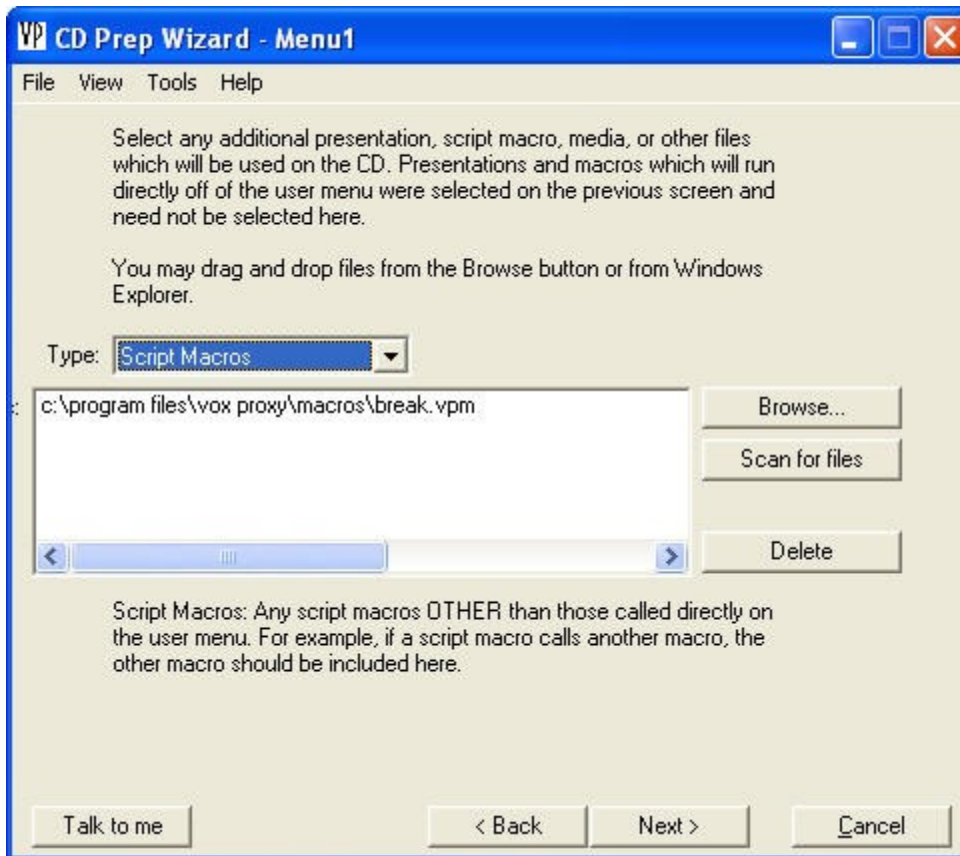 VP CD Prep Wizard - Menu1
File View Tools Help
Select any additional presentation, script macro, media, or other files
which will be used on the CD. Presentations and macros which will run
directly off of the user menu were selected on the previous screen and
need not be selected here.
You may drag and drop files from the Browse button or from Windows
Explorer.
Type: Script Macros
c:\program files\vox proxy\macros\break.vpm
Browse...
Scan for files
Delete
Script Macros: Any script macros OTHER than those called directly on
the user menu. For example, if a script macro calls another macro, the
other macro should be included here.
Talk to me < Back Next > Cancel